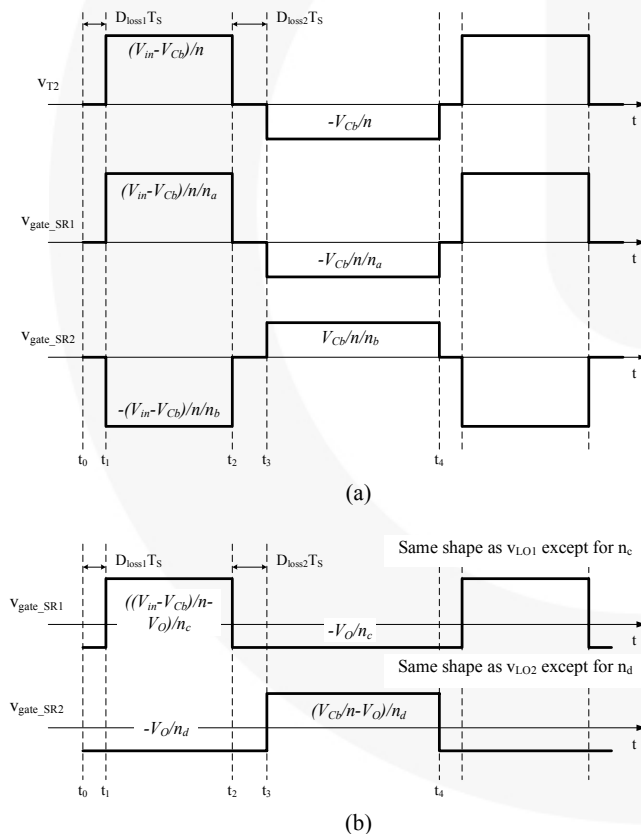 D_loss1T_S D_loss2T_S
v_T2
(V_in-V_Cb)/n
-V_Cb/n
t
v_gate_SR1
(V_in-V_Cb)/n/n_a
-V_Cb/n/n_a
t
v_gate_SR2
V_Cb/n/n_b
-(V_in-V_Cb)/n/n_b
t
t_0 t_1 t_2 t_3 t_4
(a)
D_loss1T_S D_loss2T_S
Same shape as v_LO1 except for n_c
v_gate_SR1
((V_in-V_Cb)/n-
V_O)/n_c
-V_O/n_c
t
Same shape as v_LO2 except for n_d
v_gate_SR2
-V_O/n_d
(V_Cb/n-V_O)/n_d
t
t_0 t_1 t_2 t_3 t_4
(b)